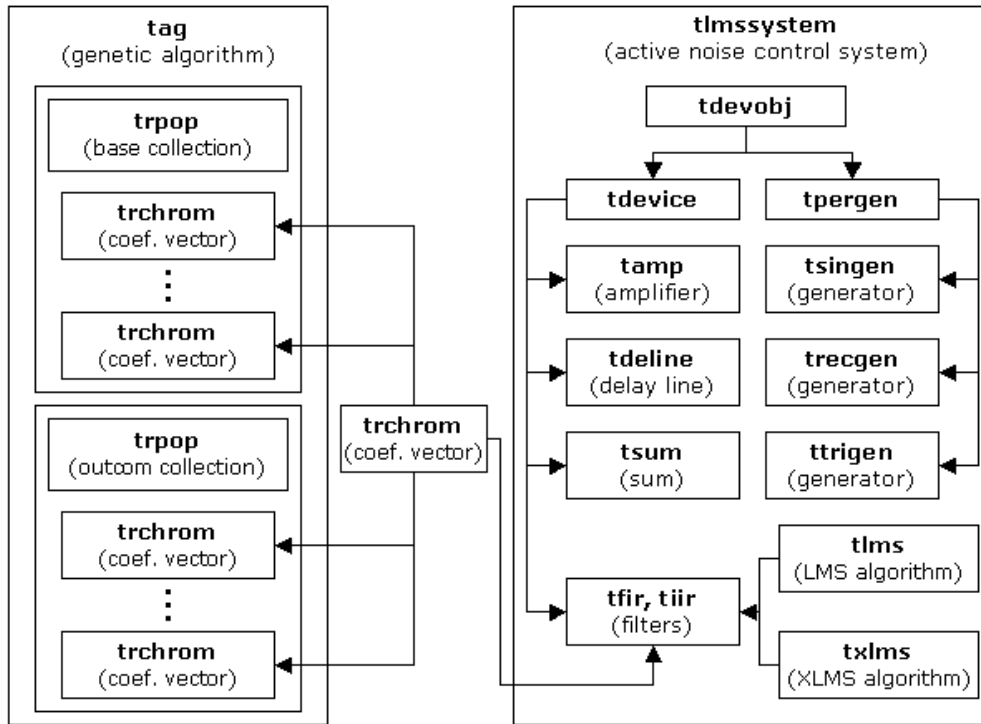 tag
(genetic algorithm)
trpop
(base collection)
trchrom
(coef. vector)
trchrom
(coef. vector)
trpop
(outcom collection)
trchrom
(coef. vector)
trchrom
(coef. vector)
trchrom
(coef. vector)
tlmssystem
(active noise control system)
tdevobj
tdevice
tpergen
tamp
(amplifier)
tsingen
(generator)
tdeline
(delay line)
trecgen
(generator)
tsum
(sum)
ttrigen
(generator)
tfir, tiir
(filters)
tlms
(LMS algorithm)
txlms
(XLMS algorithm)